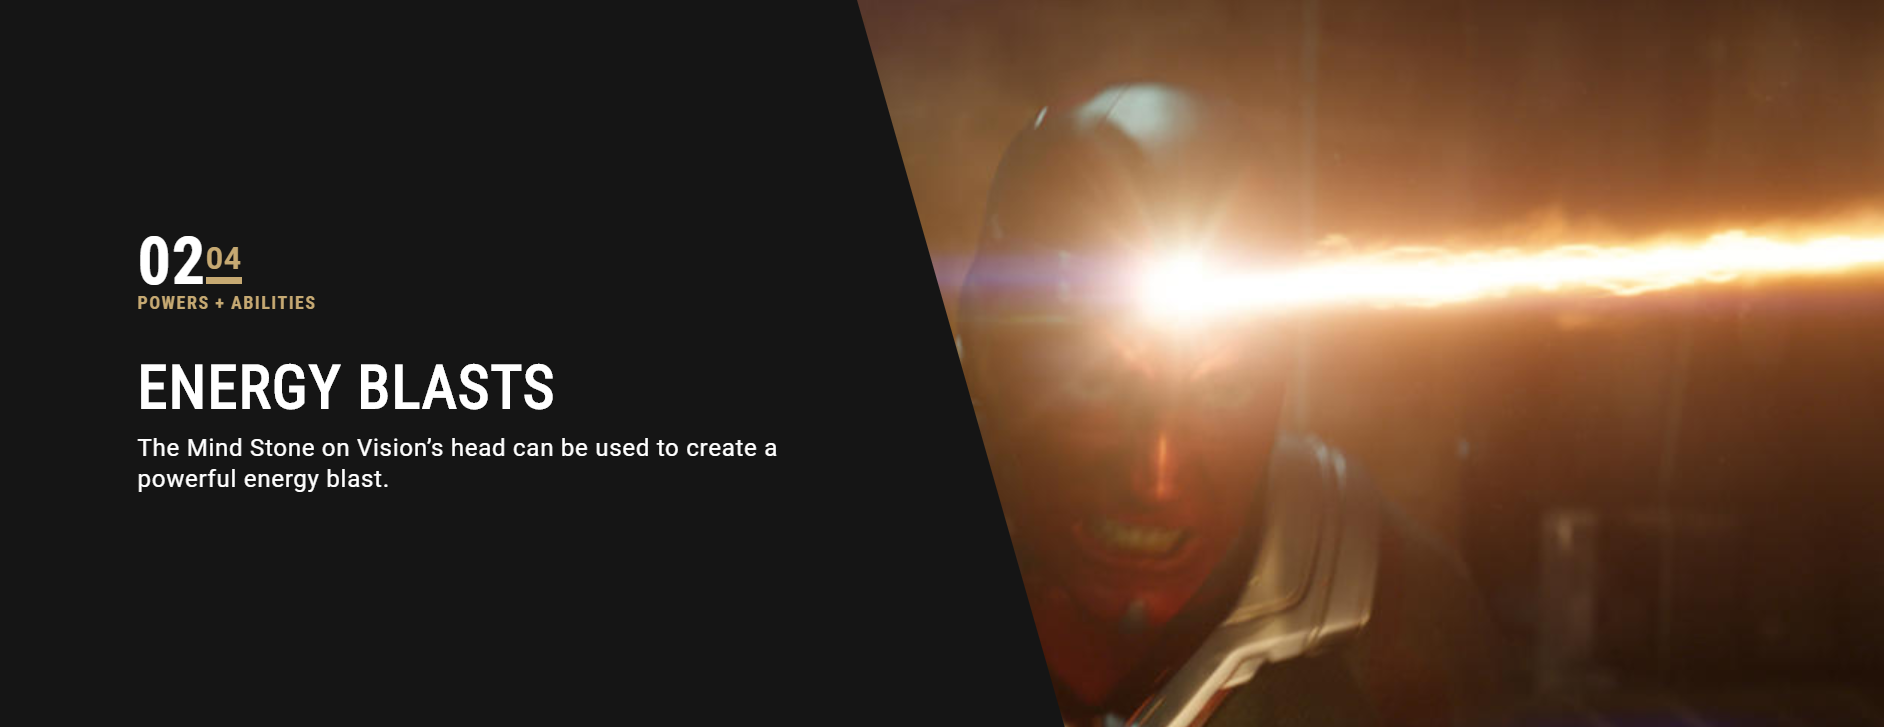 02 04
POWERS + ABILITIES
ENERGY BLASTS
The Mind Stone on Vision’s head can be used to create a
powerful energy blast.